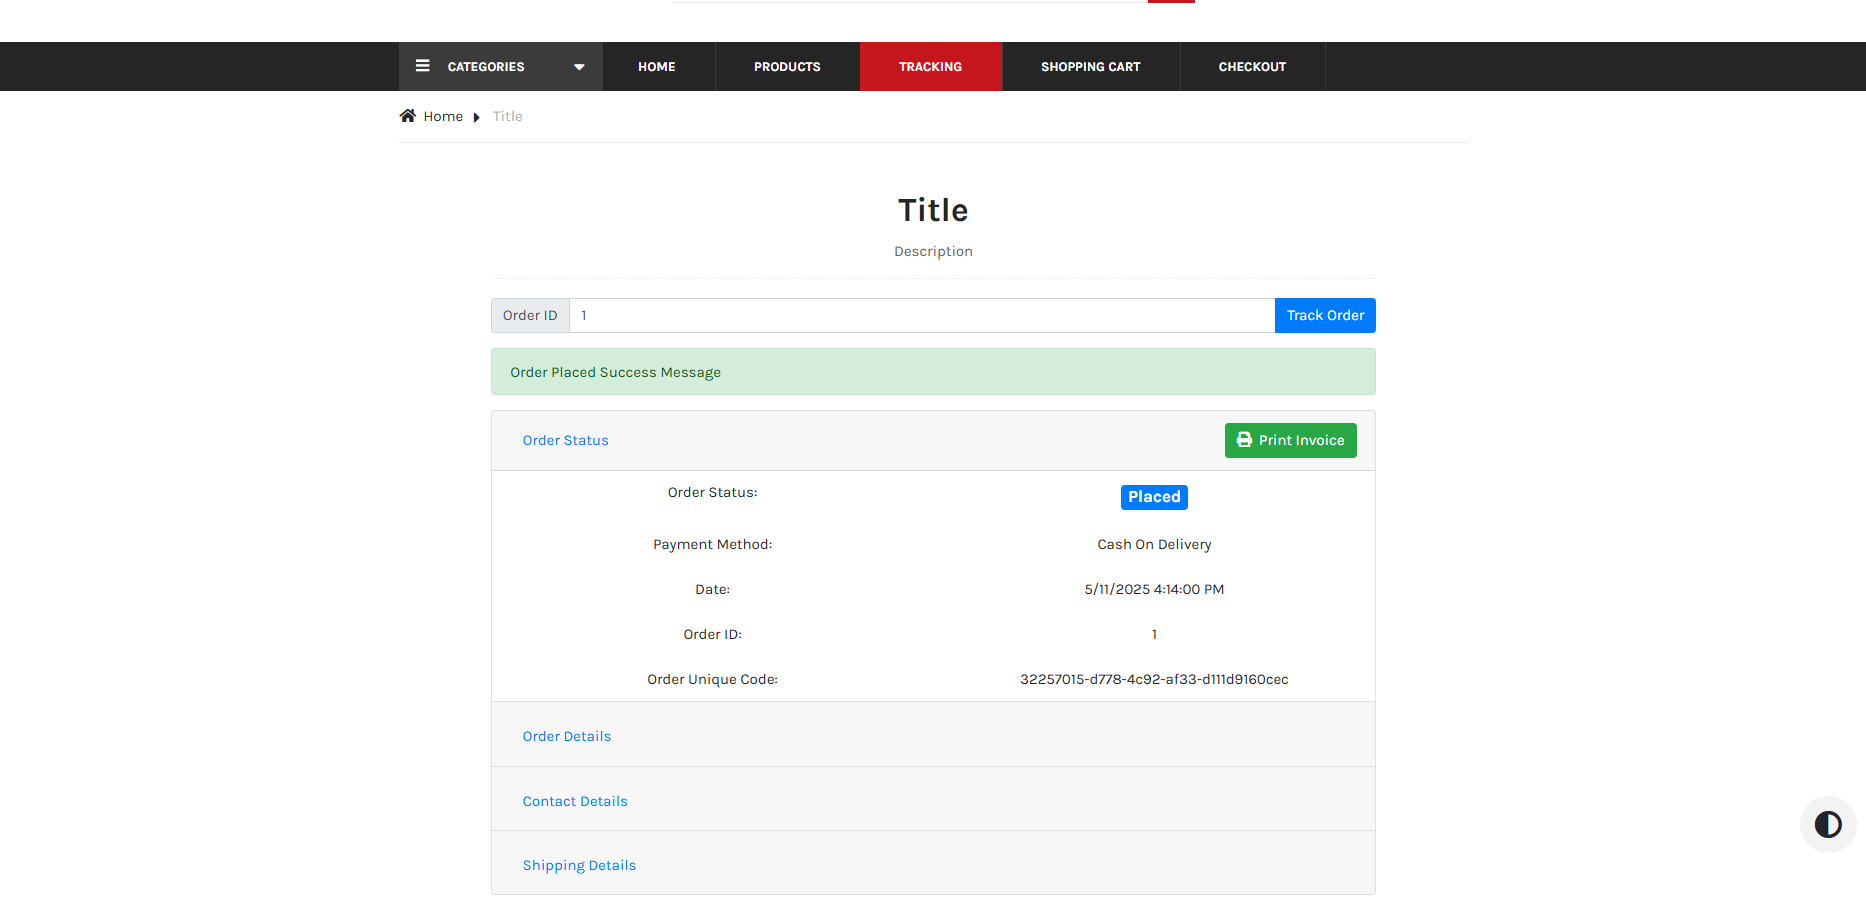 CATEGORIES HOME PRODUCTS TRACKING SHOPPING CART CHECKOUT
Home Title
Title
Description
Order ID 1 Track Order
Order Placed Success Message
Order Status Print Invoice
Order Status: Placed
Payment Method: Cash On Delivery
Date: 5/11/2025 4:14:00 PM
Order ID: 1
Order Unique Code: 32257015-d778-4c92-af33-d111d9160cec
Order Details
Contact Details
Shipping Details